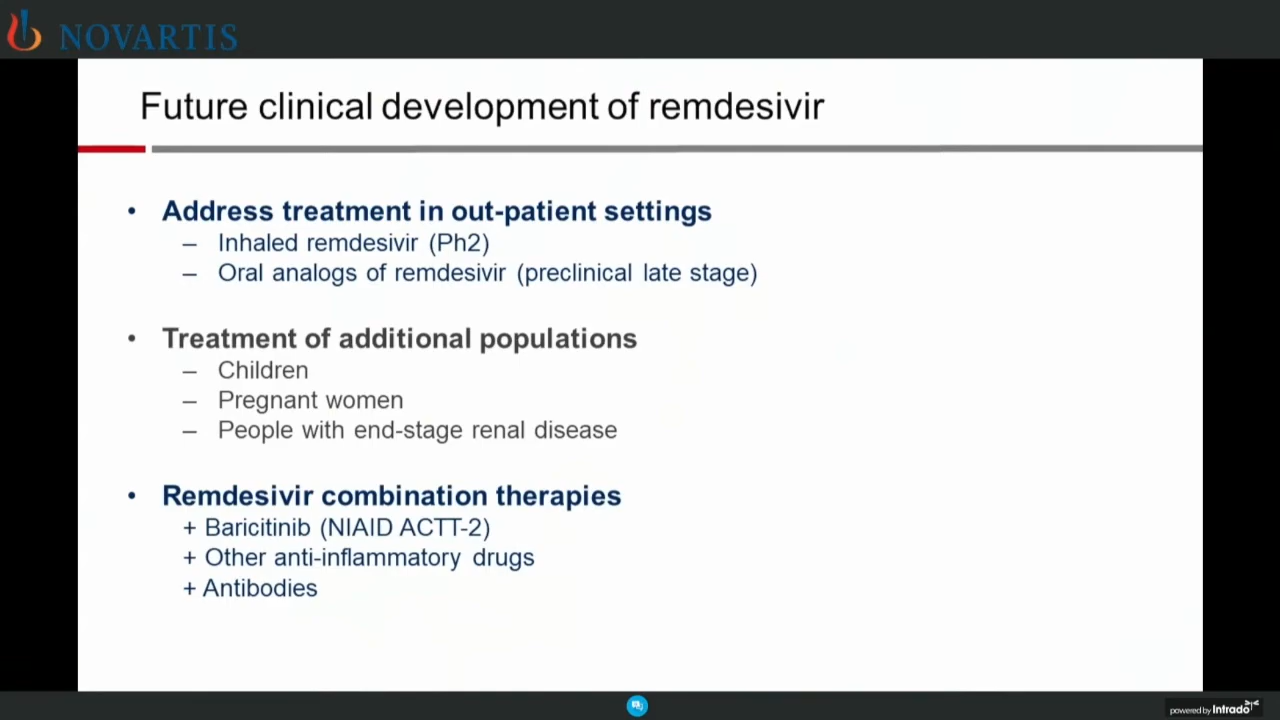 NOVARTIS
Future clinical development of remdesivir
• Address treatment in out-patient settings
– Inhaled remdesivir (Ph2)
– Oral analogs of remdesivir (preclinical late stage)
• Treatment of additional populations
– Children
– Pregnant women
– People with end-stage renal disease
• Remdesivir combination therapies
+ Baricitinib (NIAID ACTT-2)
+ Other anti-inflammatory drugs
+ Antibodies
powered by Intrado